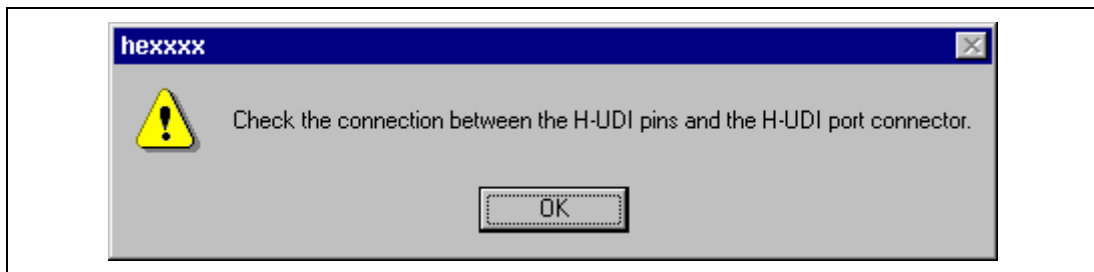 hexxxx
Check the connection between the H-UDI pins and the H-UDI port connector.
OK